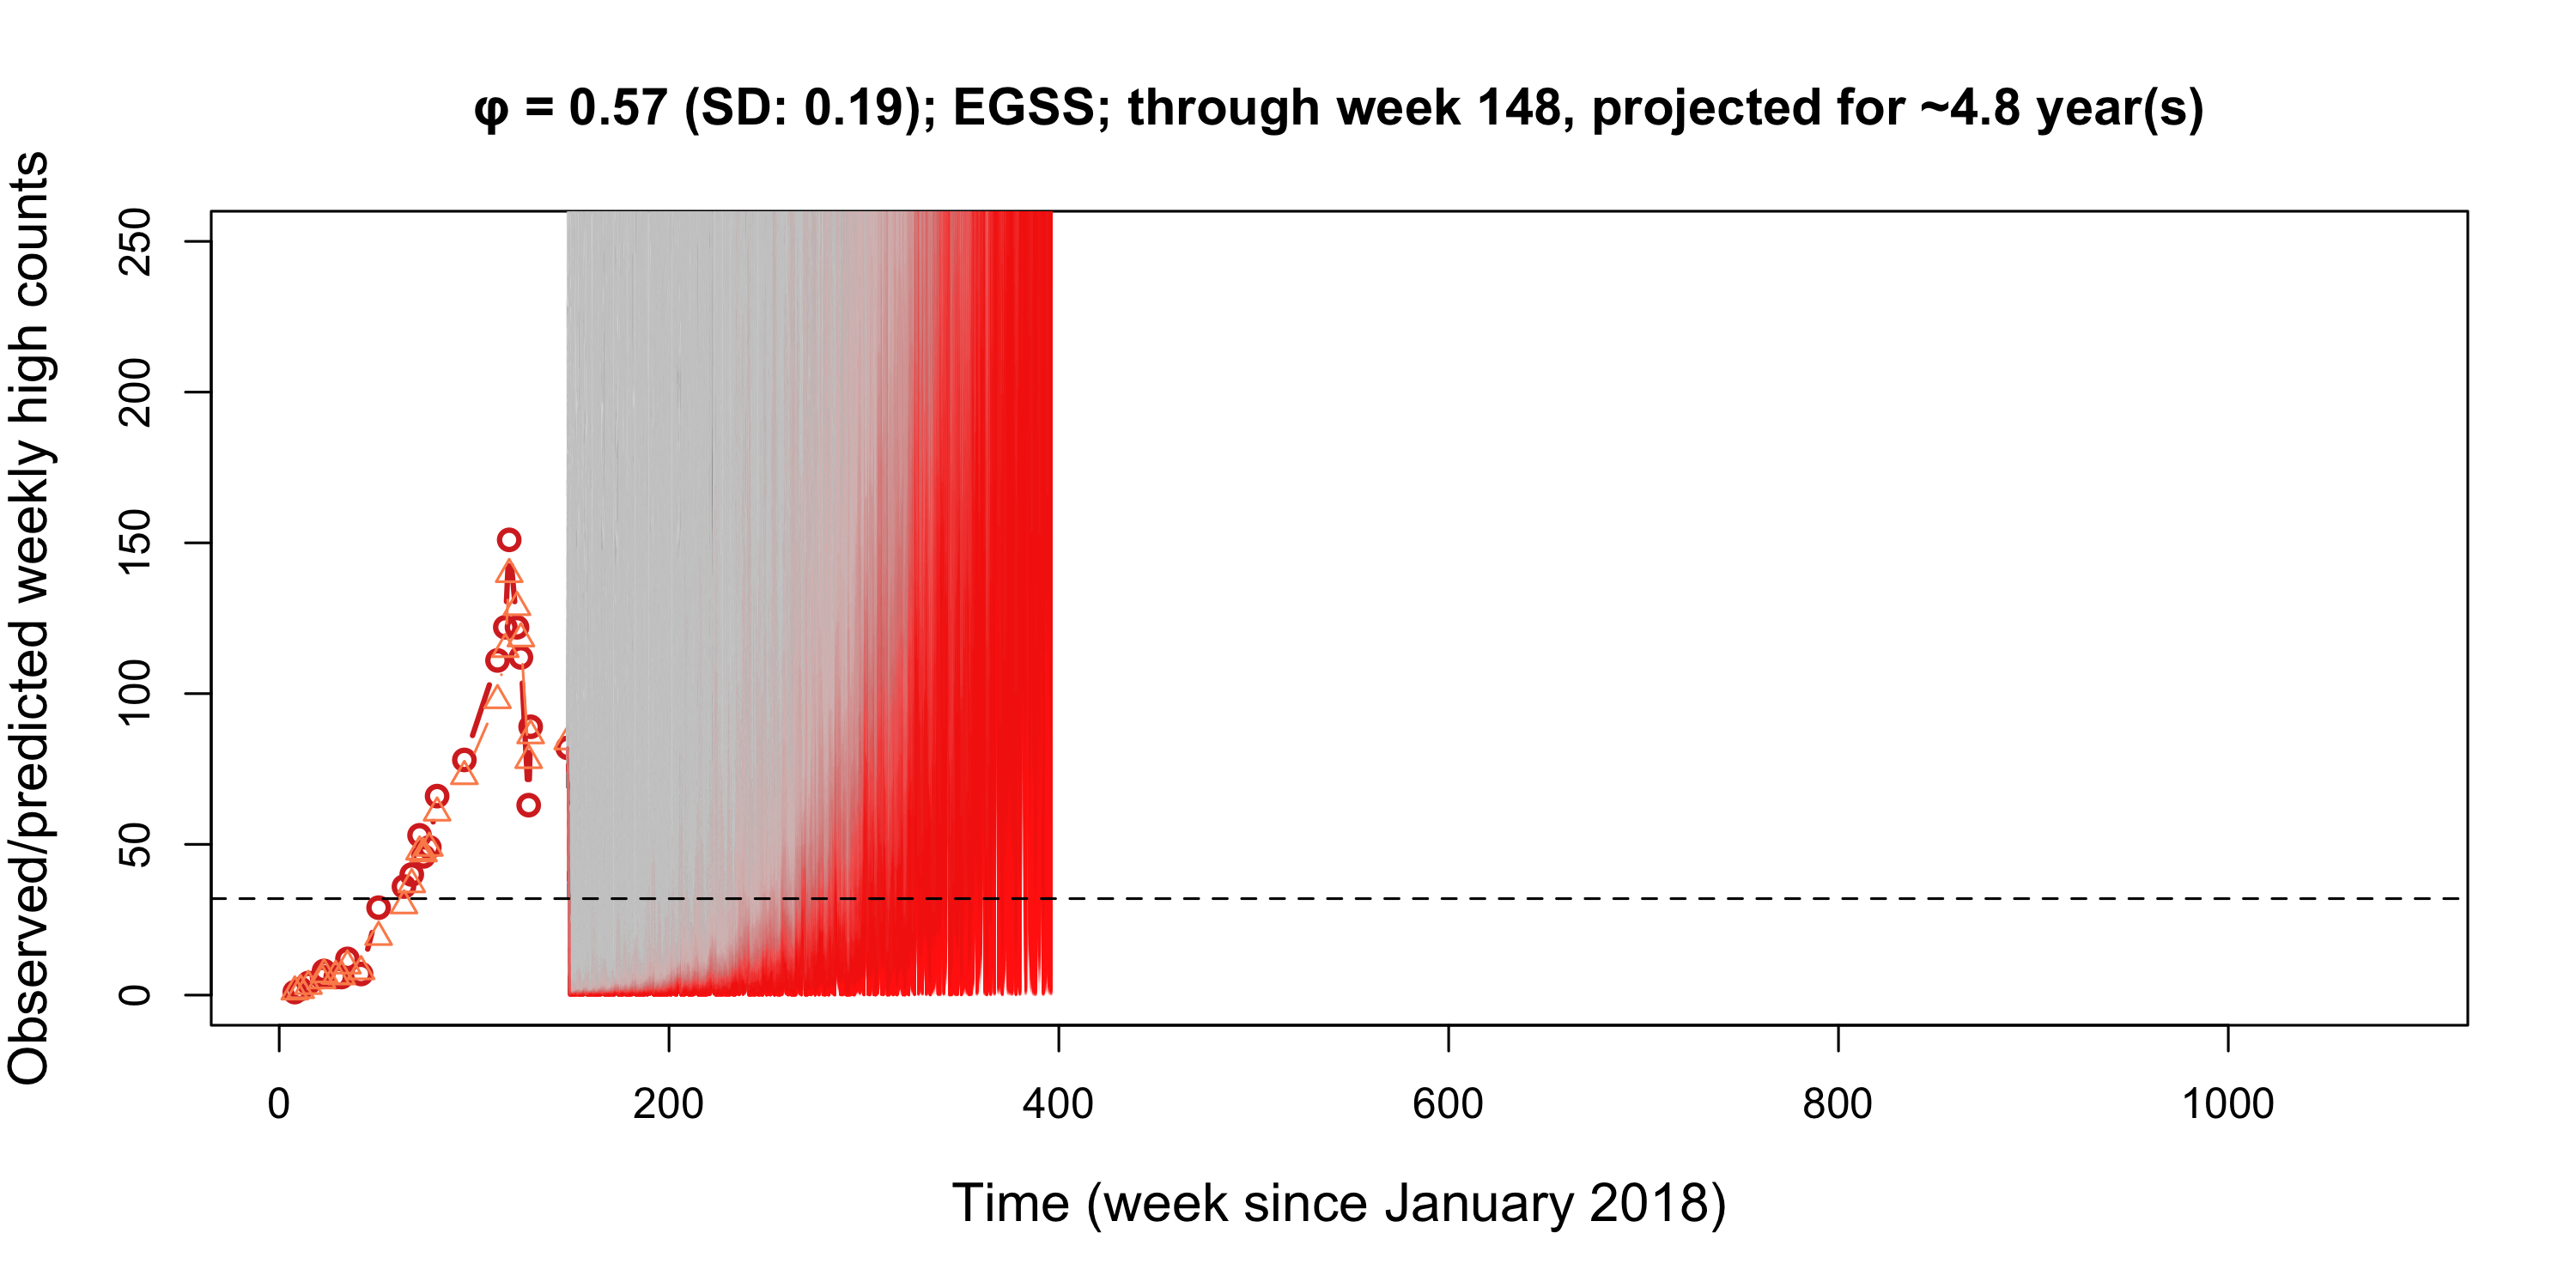 φ = 0.57 (SD: 0.19); EGSS; through week 148, projected for ~4.8 year(s)
Observed/predicted weekly high counts
250
200
150
100
50
0
0 200 400 600 800 1000
Time (week since January 2018)